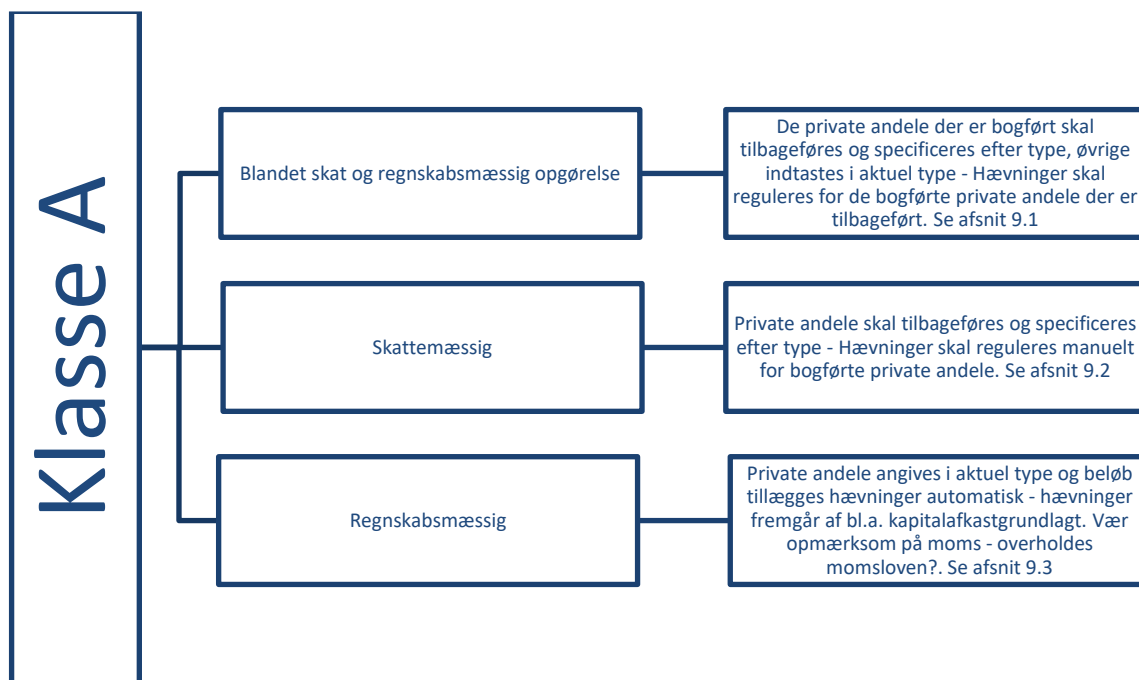 Klasse A
Blandet skat og regnskabsmæssig opgørelse
De private andele der er bogført skal
tilbageføres og specificeres efter type, øvrige
indtastes i aktuel type - Hævninger skal
reguleres for de bogførte private andele der er
tilbageført. Se afsnit 9.1
Skattemæssig
Private andele skal tilbageføres og specificeres
efter type - Hævninger skal reguleres manuelt
for bogførte private andele. Se afsnit 9.2
Regnskabsmæssig
Private andele angives i aktuel type og beløb
tillægges hævninger automatisk - hævninger
fremgår af bl.a. kapitalafkastgrundlagt. Vær
opmærksom på moms - overholdes
momsloven?. Se afsnit 9.3